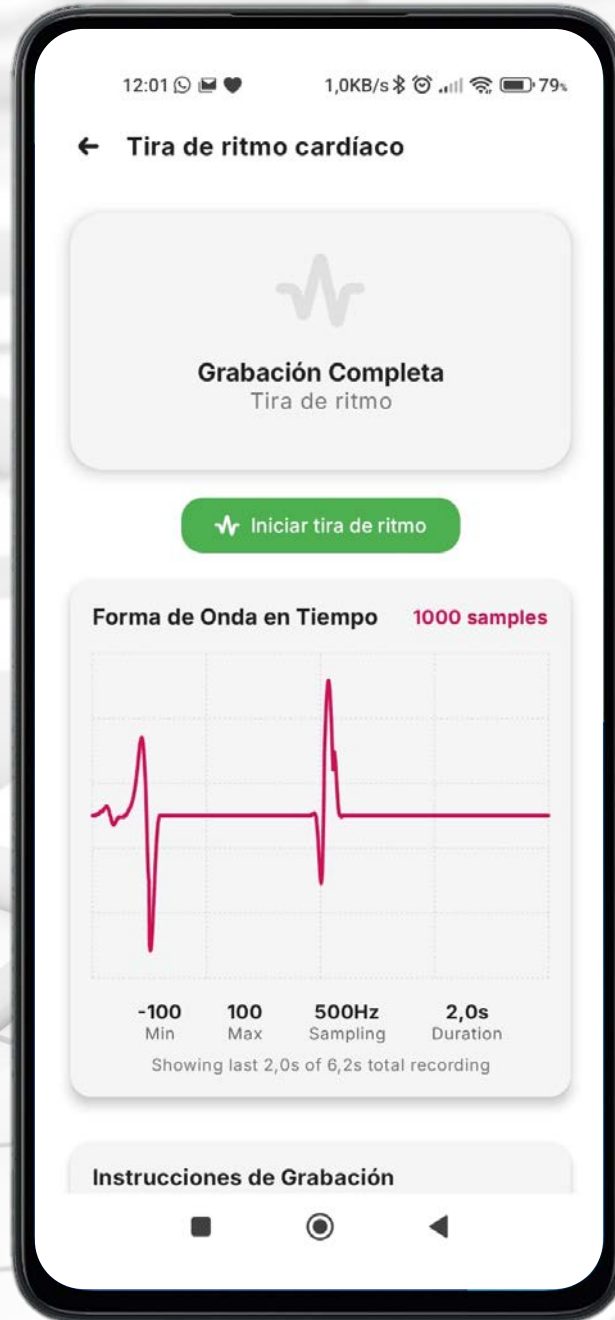 12:01 1,0KB/s 79%
Tira de ritmo cardíaco
Grabación Completa
Tira de ritmo
Iniciar tira de ritmo
Forma de Onda en Tiempo 1000 samples
-100 100 500Hz 2,0s
Min Max Sampling Duration
Showing last 2,0s of 6,2s total recording
Instrucciones de Grabación